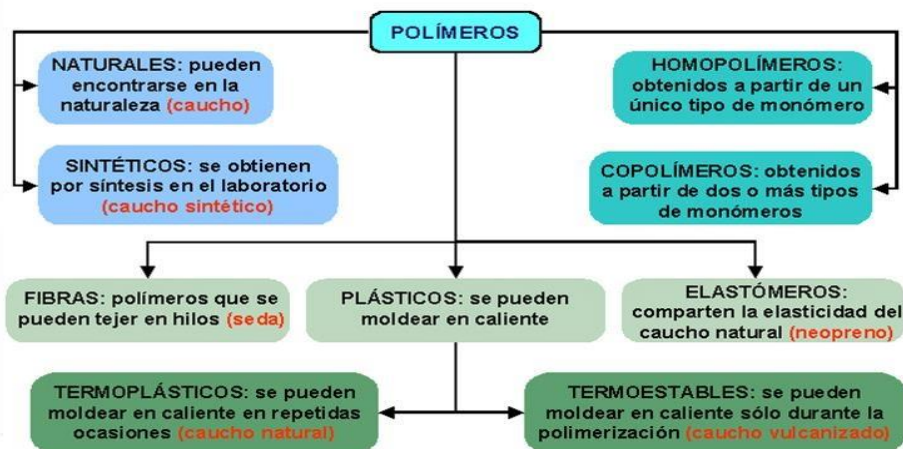 POLÍMEROS
NATURALES: pueden
encontrarse en la
naturaleza (caucho)
HOMOPOLÍMEROS:
obtenidos a partir de un
único tipo de monómero
SINTÉTICOS: se obtienen
por síntesis en el laboratorio
(caucho sintético)
COPOLÍMEROS: obtenidos
a partir de dos o más tipos
de monómeros
FIBRAS: polímeros que se
pueden tejer en hilos (seda)
PLÁSTICOS: se pueden
moldear en caliente
ELASTÓMEROS:
comparten la elasticidad del
caucho natural (neopreno)
TERMOPLÁSTICOS: se pueden
moldear en caliente en repetidas
ocasiones (caucho natural)
TERMOESTABLES: se pueden
moldear en caliente sólo durante la
polimerización (caucho vulcanizado)